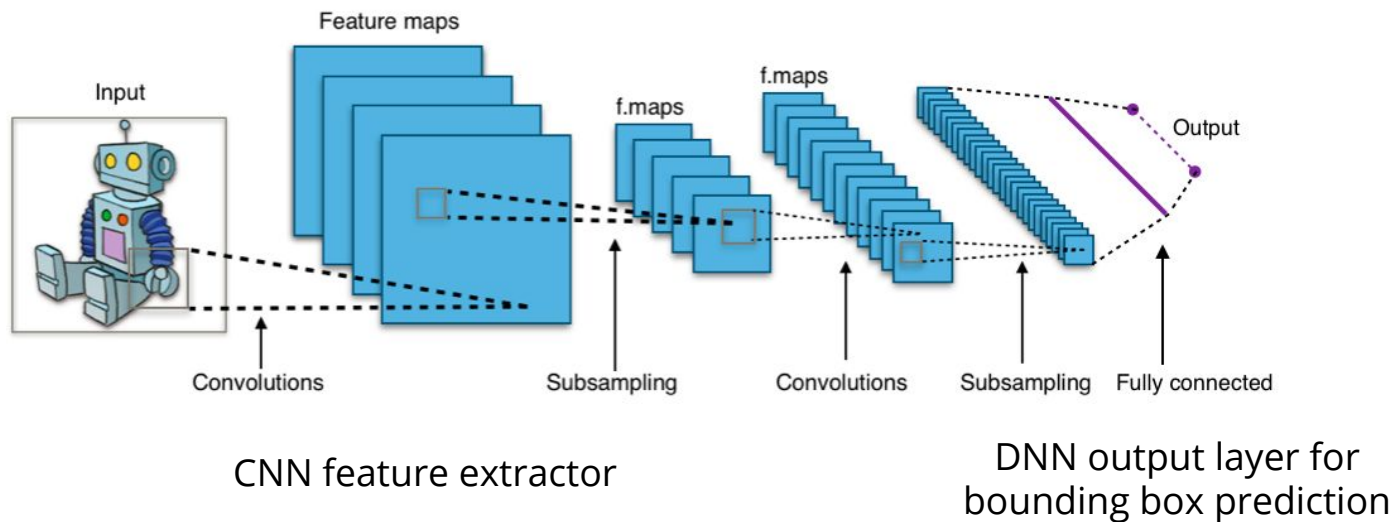 Feature maps
Input
f.maps
f.maps
Output
Convolutions
Subsampling
Convolutions
Subsampling
Fully connected
CNN feature extractor
DNN output layer for
bounding box prediction